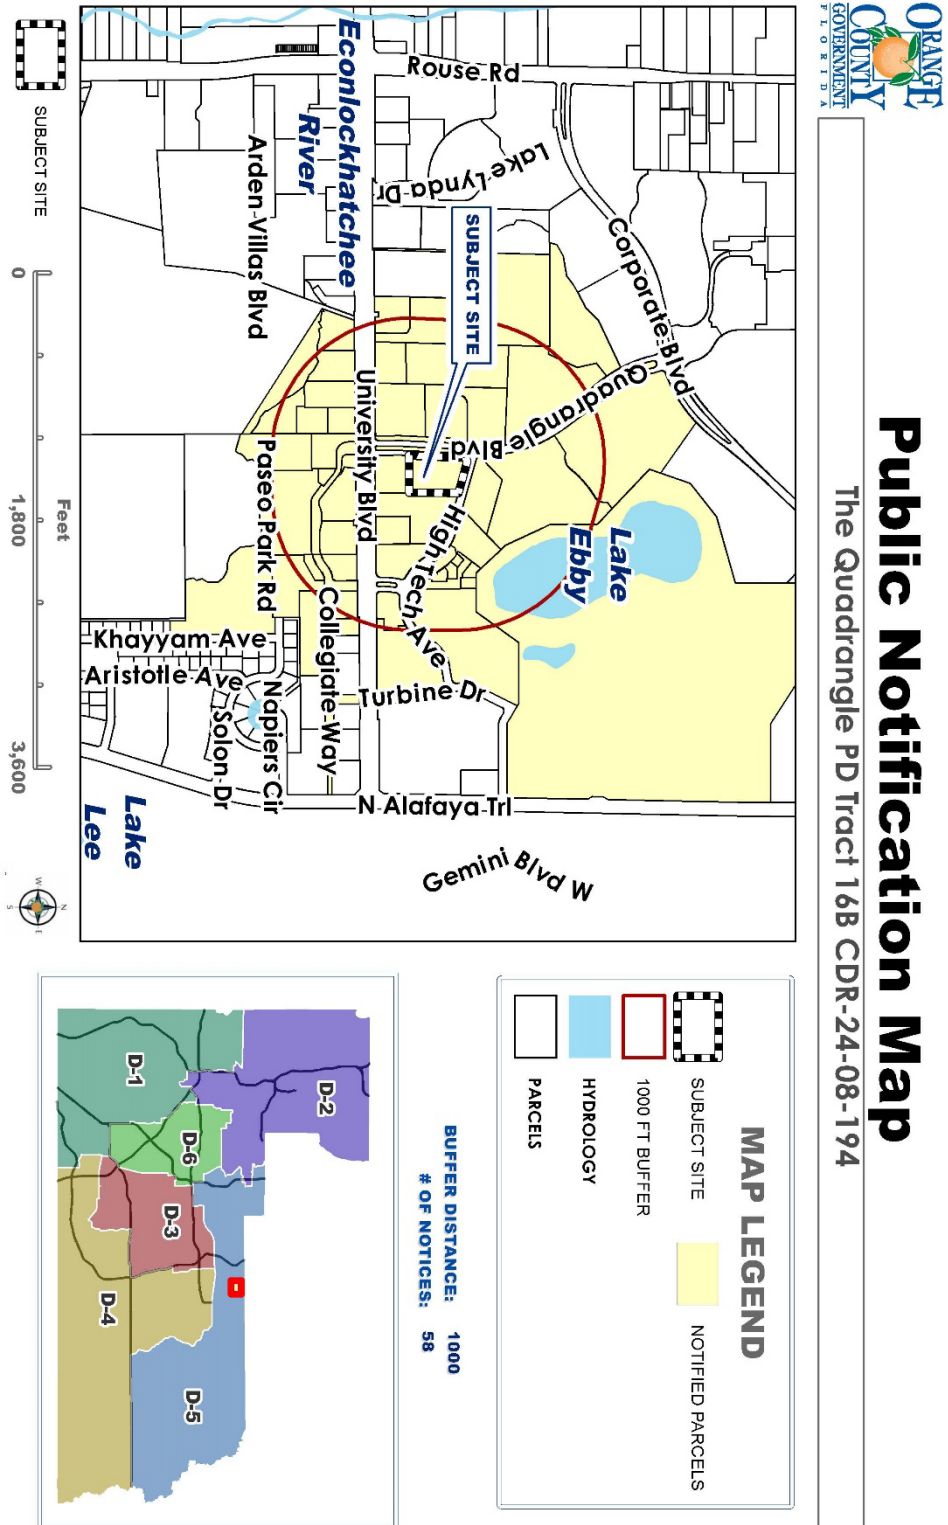 ORANGE
COUNTY
GOVERNMENT
FLORIDA
Public Notification Map
The Quadrangle PD Tract 16B CDR-24-08-194
Rouse Rd
Lake Lynda Dr
Corporate Blvd
Quadrangle Blvd
SUBJECT SITE
Econlockhatchee
River
Arden Villas Blvd
University Blvd
High Tech Ave
Lake
Ebby
Paseo Park Rd
Collegiate Way
Turbine Dr
Khayyam Ave
Aristotle Ave
Napiers Cir
Solon Dr
N Alafaya Trl
Gemini Blvd W
Lake
Lee
SUBJECT SITE
Feet
0
1,800
3,600
N
W
E
S
MAP LEGEND
SUBJECT SITE
NOTIFIED PARCELS
1000 FT BUFFER
HYDROLOGY
PARCELS
BUFFER DISTANCE: 1000
# OF NOTICES: 58
D-2
D-1
D-6
D-3
D-5
D-4